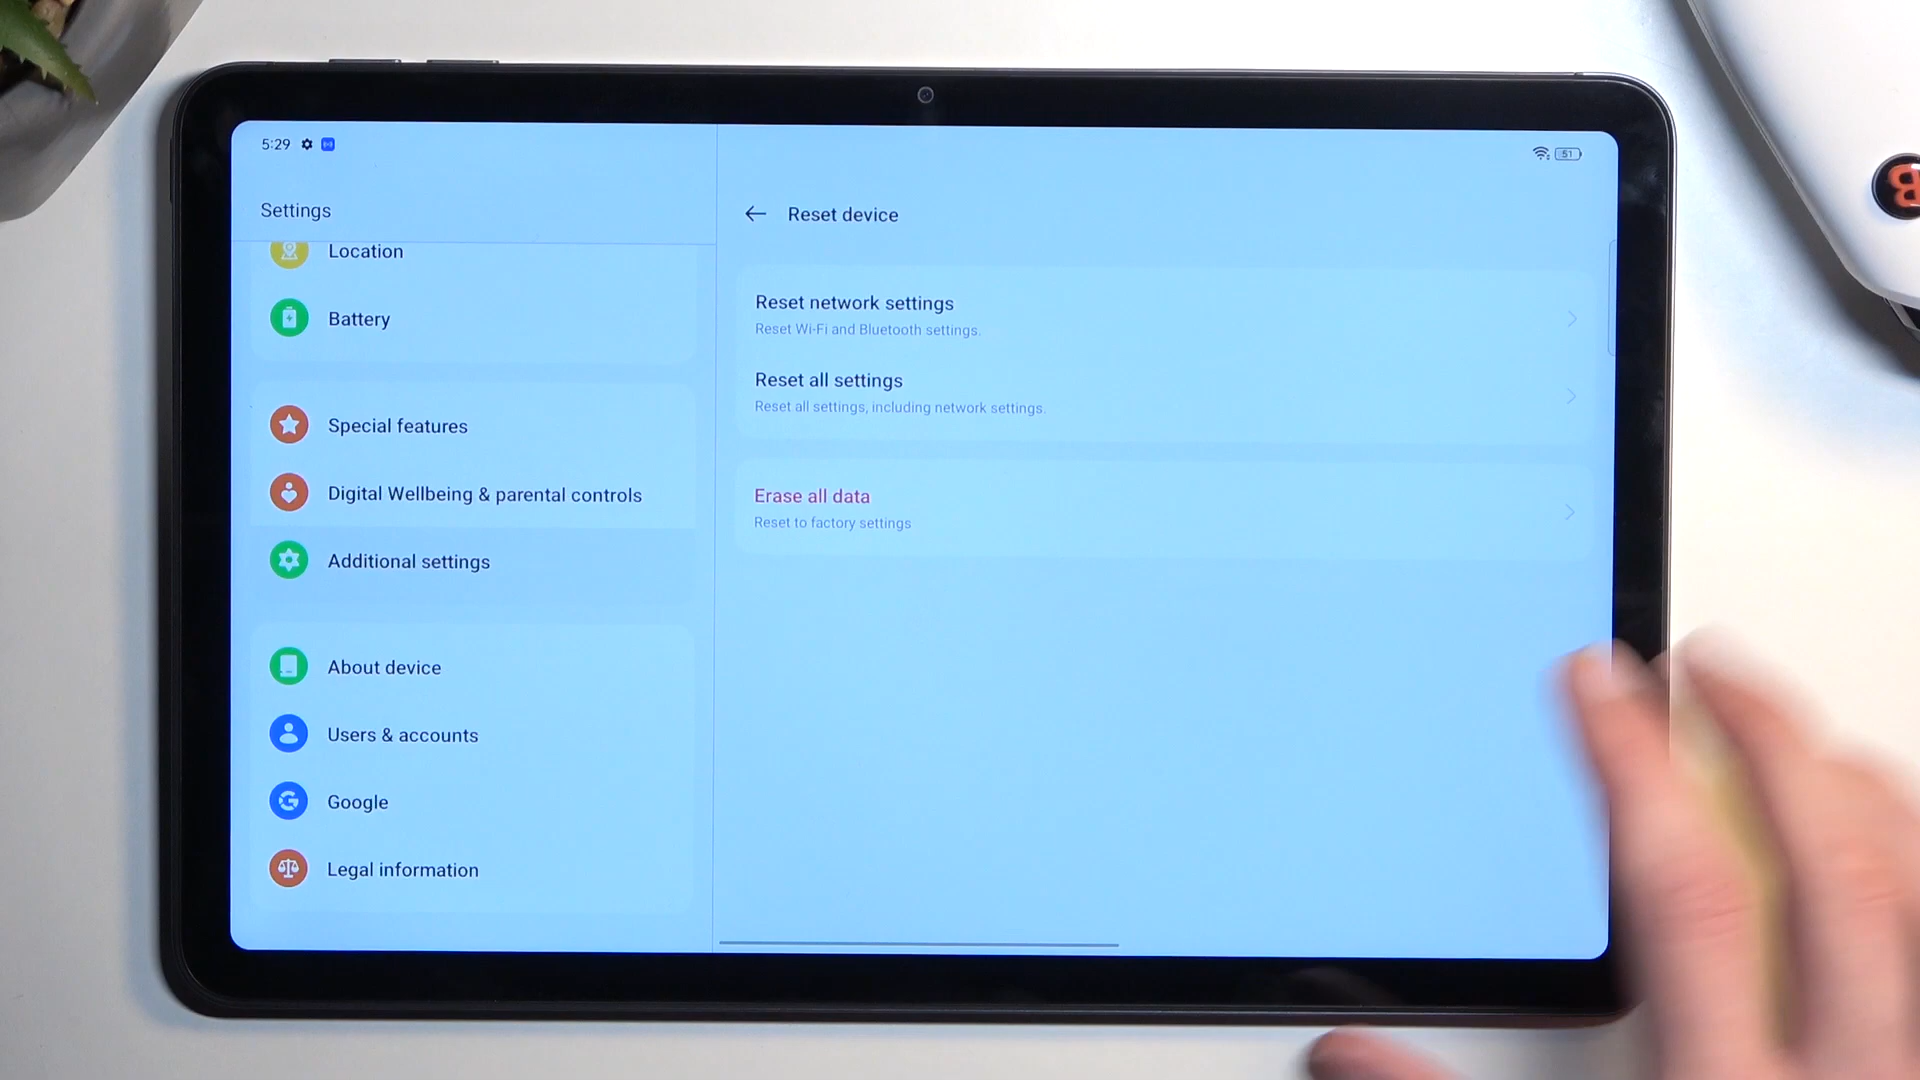 5:29
51
Settings
Location
Battery
Special features
Digital Wellbeing & parental controls
Additional settings
About device
Users & accounts
Google
Legal information
Reset device
Reset network settings
Reset Wi-Fi and Bluetooth settings.
Reset all settings
Reset all settings, including network settings.
Erase all data
Reset to factory settings